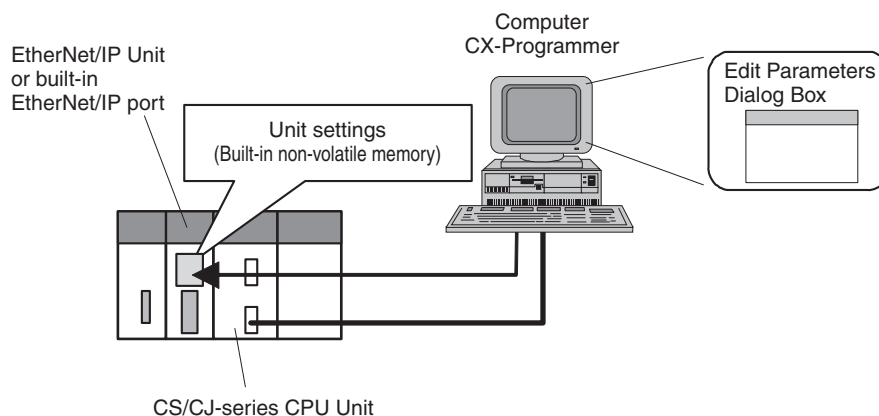 Computer
CX-Programmer
EtherNet/IP Unit
or built-in
EtherNet/IP port
Edit Parameters
Dialog Box
Unit settings
(Built-in non-volatile memory)
CS/CJ-series CPU Unit